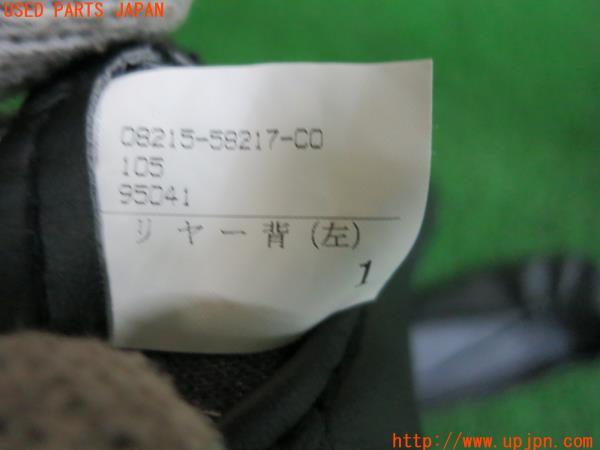 USED PARTS JAPAN
08215-58217-C0
105
95041
リヤー背(左)
1
http://www.upjpn.com/